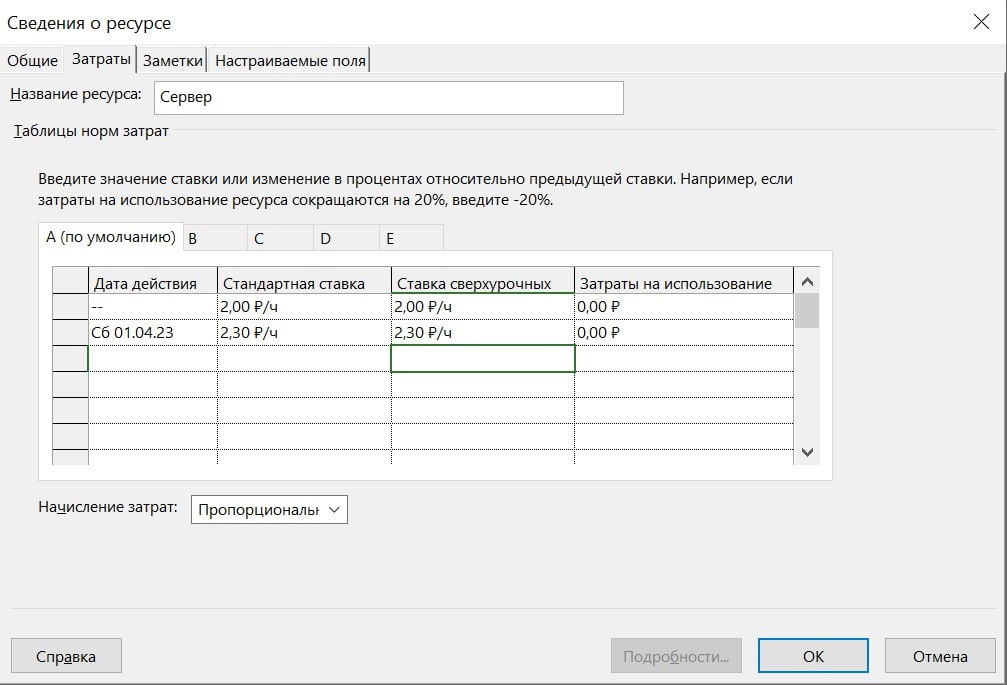 Сведения о ресурсе
Общие Затраты Заметки Настраиваемые поля
Название ресурса: Сервер
Таблицы норм затрат
Введите значение ставки или изменение в процентах относительно предыдущей ставки. Например, если
затраты на использование ресурса сокращаются на 20%, введите -20%.
A (по умолчанию) B C D E
Дата действия Стандартная ставка Ставка сверхурочных Затраты на использование
-- 2,00 ₽/ч 2,00 ₽/ч 0,00 ₽
Сб 01.04.23 2,30 ₽/ч 2,30 ₽/ч 0,00 ₽
Начисление затрат: Пропорциональн
Справка Подробности... ОК Отмена